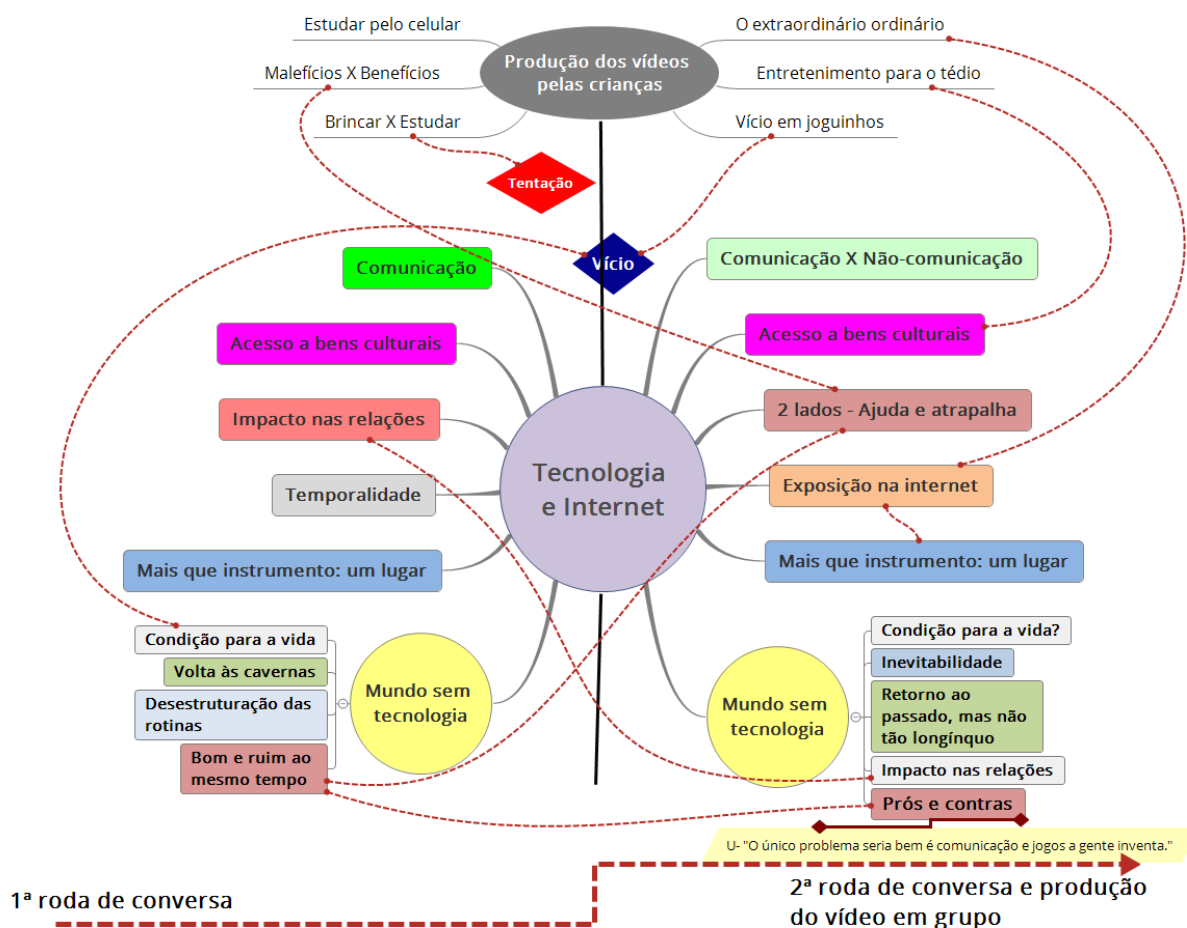 Estudar pelo celular
Malefícios X Benefícios
Brincar X Estudar
Produção dos vídeos
pelas crianças
O extraordinário ordinário
Entretenimento para o tédio
Vício em joguinhos
Tentação
Vício
Comunicação
Acesso a bens culturais
Impacto nas relações
Temporalidade
Mais que instrumento: um lugar
Tecnologia
e Internet
Comunicação X Não-comunicação
Acesso a bens culturais
2 lados - Ajuda e atrapalha
Exposição na internet
Mais que instrumento: um lugar
Condição para a vida
Volta às cavernas
Desestruturação das
rotinas
Bom e ruim ao
mesmo tempo
Mundo sem
tecnologia
Mundo sem
tecnologia
Condição para a vida?
Inevitabilidade
Retorno ao
passado, mas não
tão longínquo
Impacto nas relações
Prós e contras
U- "O único problema seria bem é comunicação e jogos a gente inventa."
1ª roda de conversa
2ª roda de conversa e produção
do vídeo em grupo